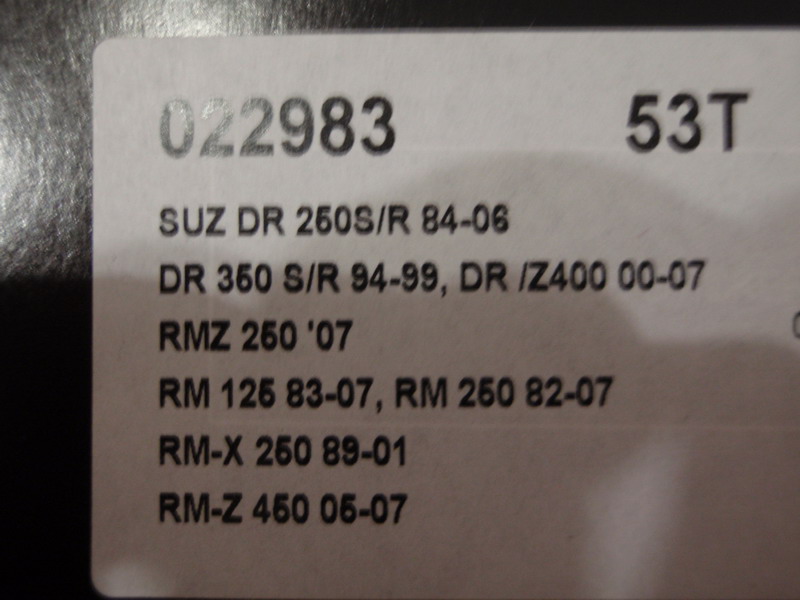 022983 53T
SUZ DR 250S/R 84-06
DR 350 S/R 94-99, DR /Z400 00-07
RMZ 250 '07
RM 125 83-07, RM 250 82-07
RM-X 250 89-01
RM-Z 450 05-07